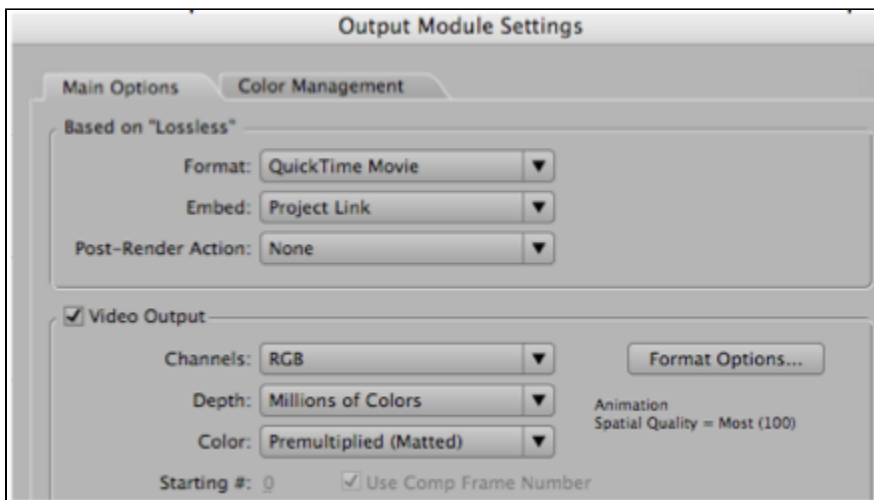 Output Module Settings
Main Options Color Management
Based on "Lossless"
Format: QuickTime Movie
Embed: Project Link
Post-Render Action: None
Video Output
Channels: RGB Format Options...
Depth: Millions of Colors Animation
Spatial Quality = Most (100)
Color: Premultiplied (Matted)
Starting #: 0 Use Comp Frame Number